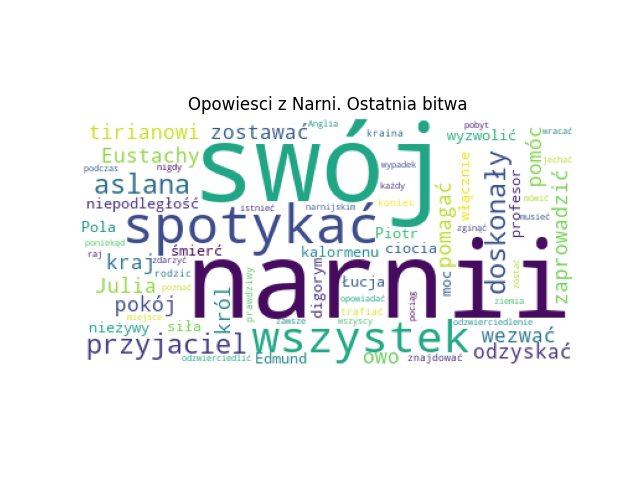 Opowiesci z Narni. Ostatnia bitwa
tirianowi zostawać Anglia kraina pobyt wyzwolić wracać
Eustachy swój wypadek włącznie doskonały pomóc
podczas nigdy jechać
aslana każdy profesor mówić
niepodległość istnieć narnijskim koniec pomagać zaprowadzić
Pola spotykać Piotr zginąć musieć
poniekąd śmierć kalormenu ciocia
raj kraj zdarzyć narnii
rodzic digorym Łucja moc zostać
Julia poznać prawdziwy opowiadać pociąg ziemia
pokój król trafiać
miejsce zawsze wszyscy odzwierciedlenie
nieżywy siła wszystek wezwać
przyjaciel owo odzyskać
odzwierciedlić Edmund znajdować